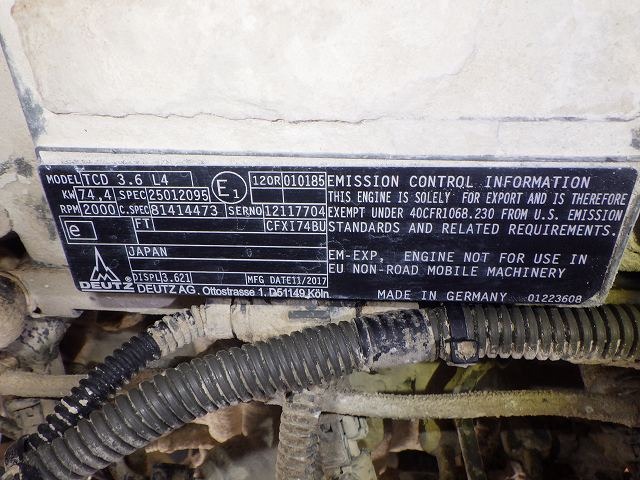 MODEL TCD 3.6 L4 E1 120R 010185
KW 74,4 SPEC 25012095
RPM 2000 C.SPEC 81414473 SERNO 12117704
e FT CFXI74BU
JAPAN
DISPL 3.621 MFG DATE 11/2017
DEUTZ DEUTZ AG, Ottostrasse 1, D51149 Köln
EMISSION CONTROL INFORMATION
THIS ENGINE IS SOLELY FOR EXPORT AND IS THEREFORE
EXEMPT UNDER 40CFR1068.230 FROM U.S. EMISSION
STANDARDS AND RELATED REQUIREMENTS.
EM-EXP, ENGINE NOT FOR USE IN
EU NON-ROAD MOBILE MACHINERY
MADE IN GERMANY 01223608